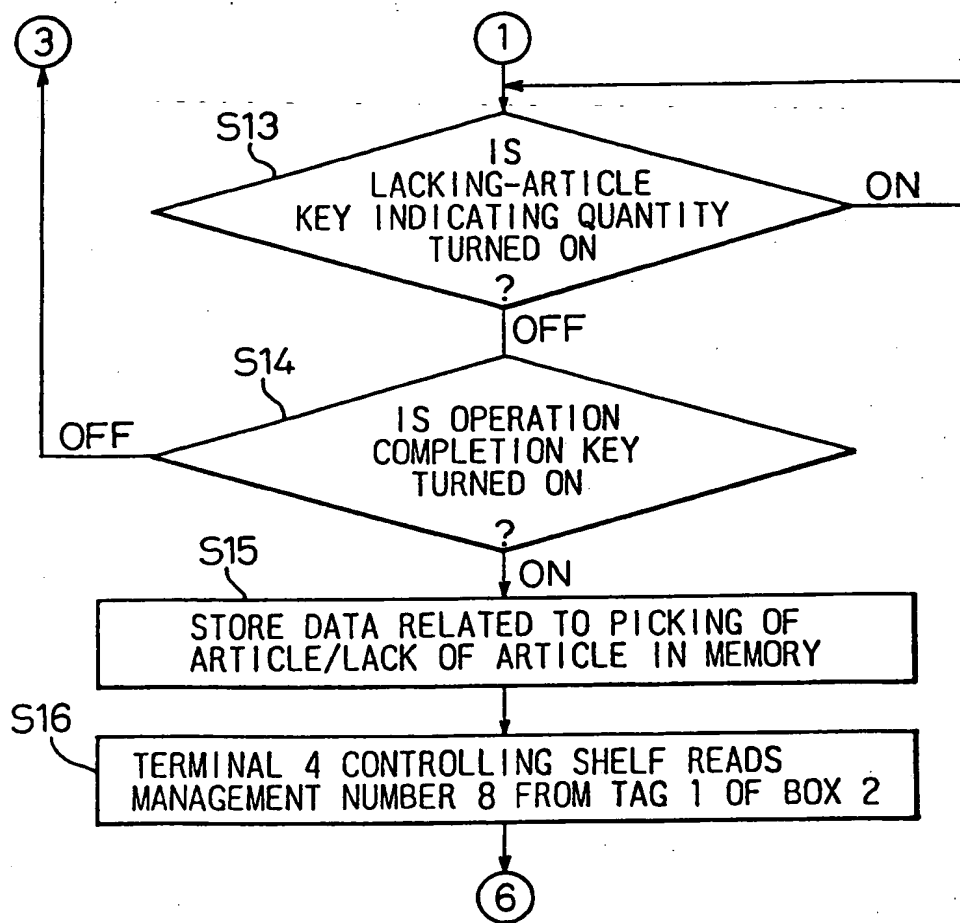 3
1
S13
IS
LACKING-ARTICLE
KEY INDICATING QUANTITY
TURNED ON
?
ON
OFF
S14
IS OPERATION
COMPLETION KEY
TURNED ON
?
OFF
ON
S15
STORE DATA RELATED TO PICKING OF
ARTICLE/LACK OF ARTICLE IN MEMORY
S16
TERMINAL 4 CONTROLLING SHELF READS
MANAGEMENT NUMBER 8 FROM TAG 1 OF BOX 2
6